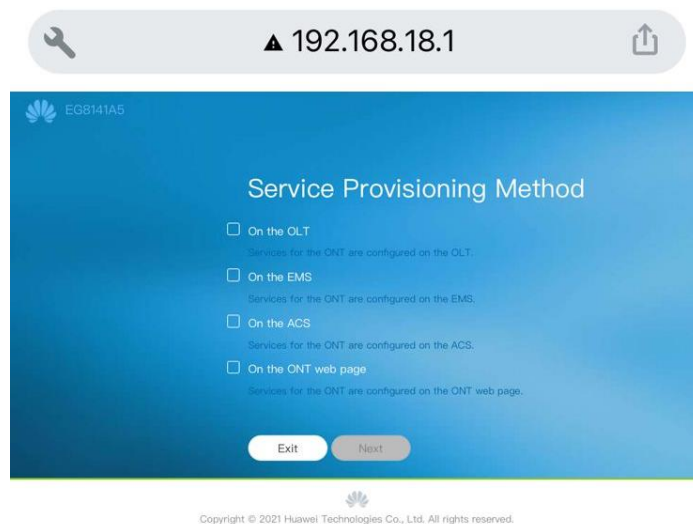 192.168.18.1
EG8141A5
Service Provisioning Method
On the OLT
Services for the ONT are configured on the OLT.
On the EMS
Services for the ONT are configured on the EMS.
On the ACS
Services for the ONT are configured on the ACS.
On the ONT web page
Services for the ONT are configured on the ONT web page.
Exit Next
Copyright © 2021 Huawei Technologies Co., Ltd. All rights reserved.